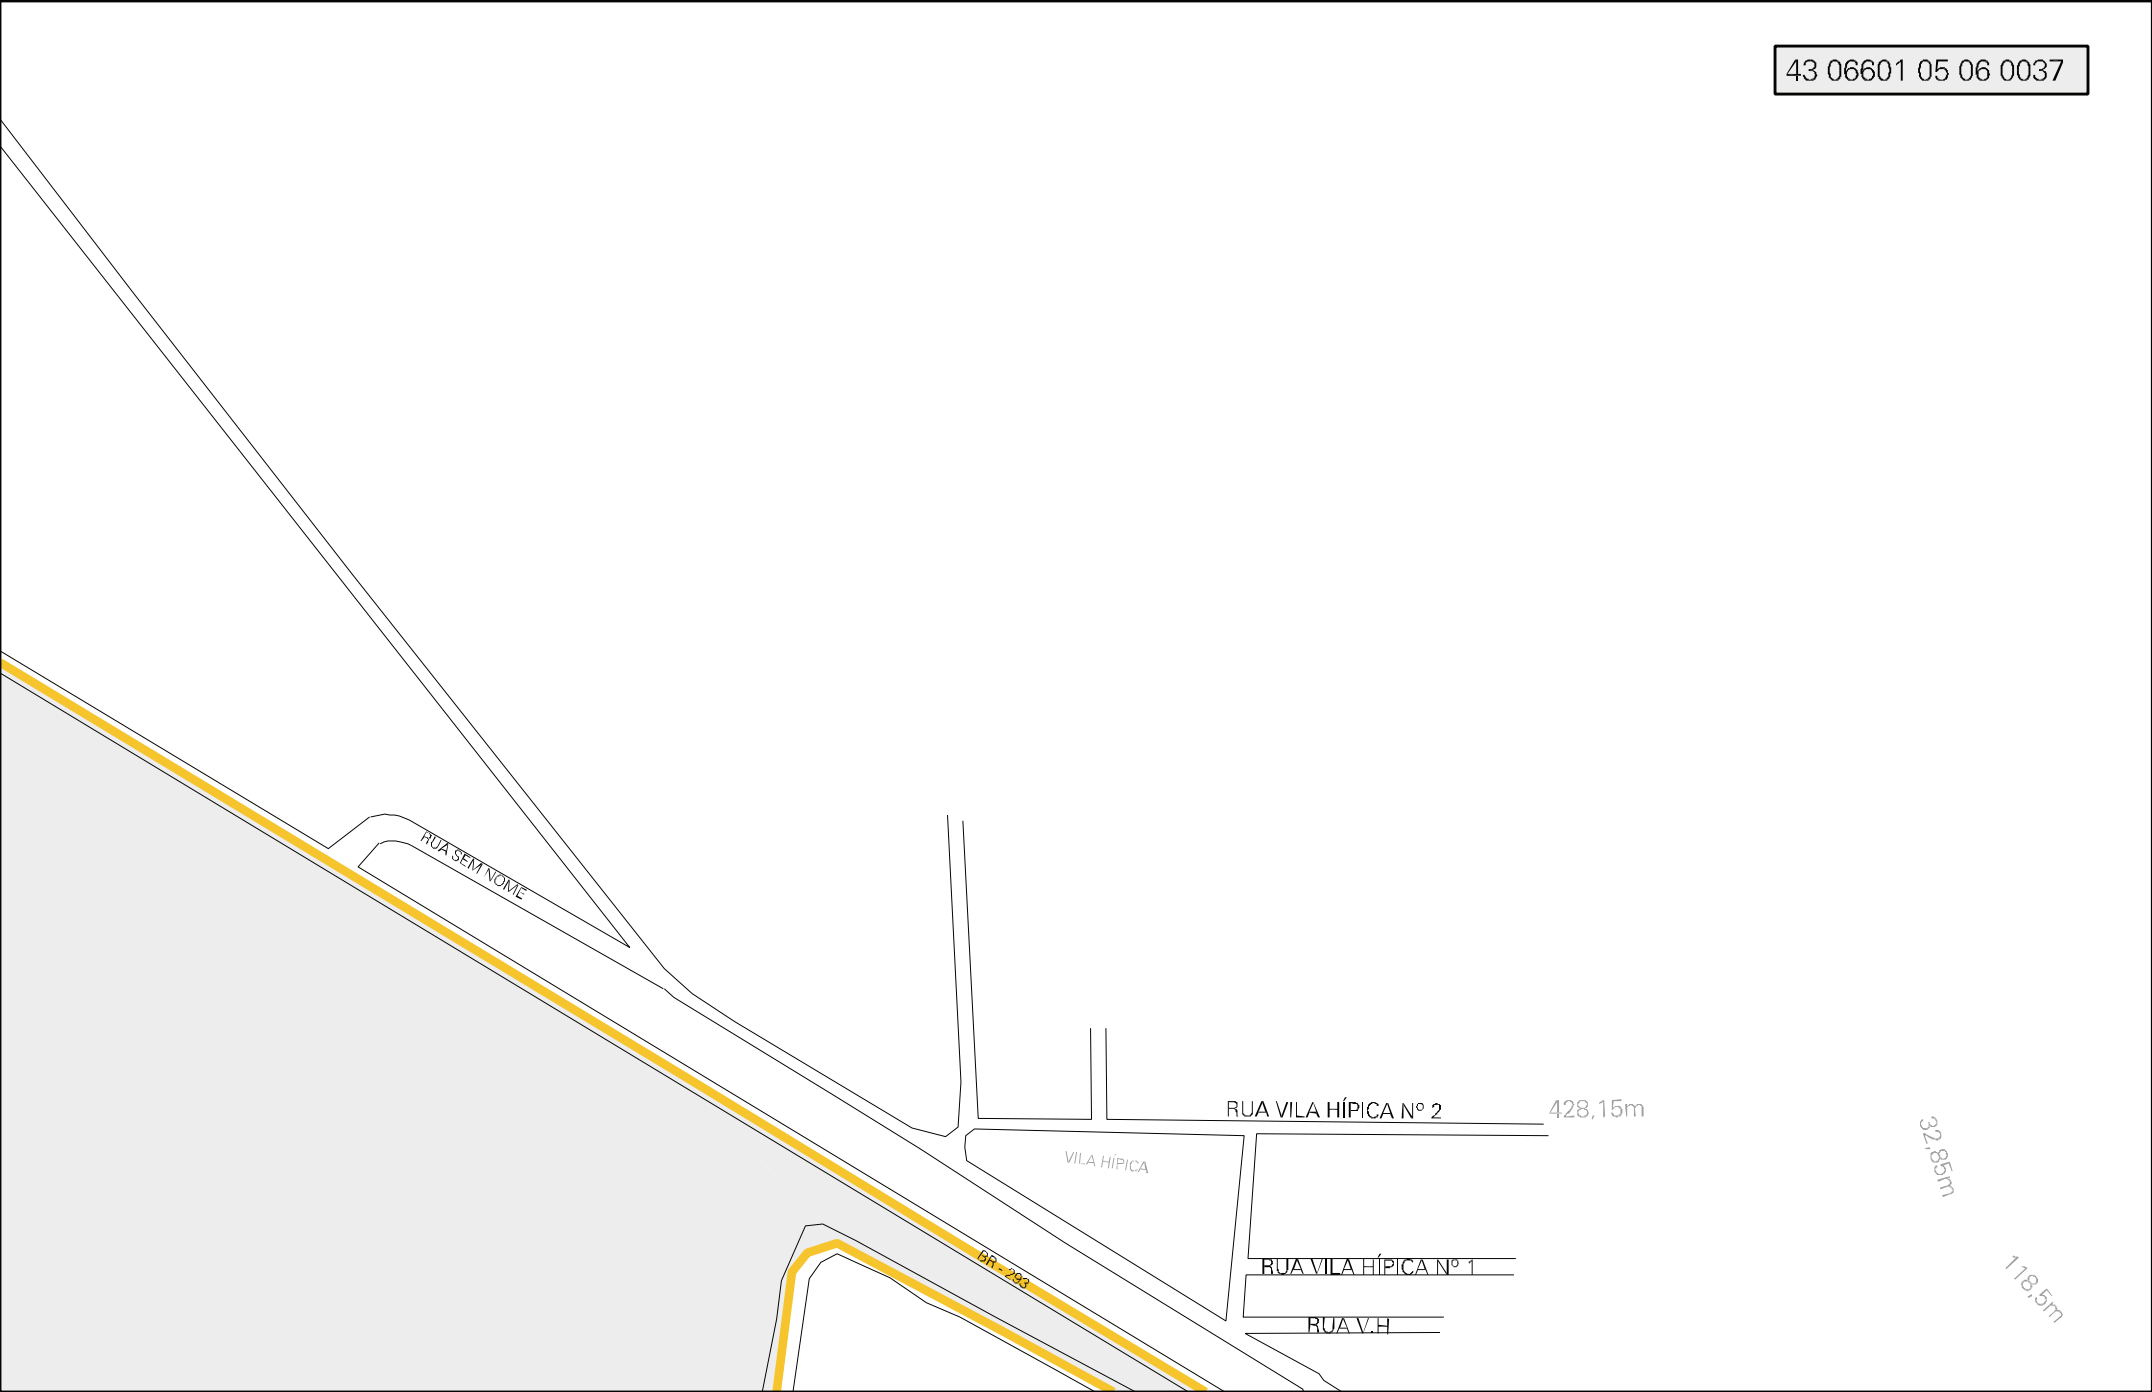 43 06601 05 06 0037
RUA SEM NOME
RUA VILA HÍPICA Nº 2
428,15m
32,85m
VILA HÍPICA
BR - 293
RUA VILA HÍPICA Nº 1
118,5m
RUA V.H